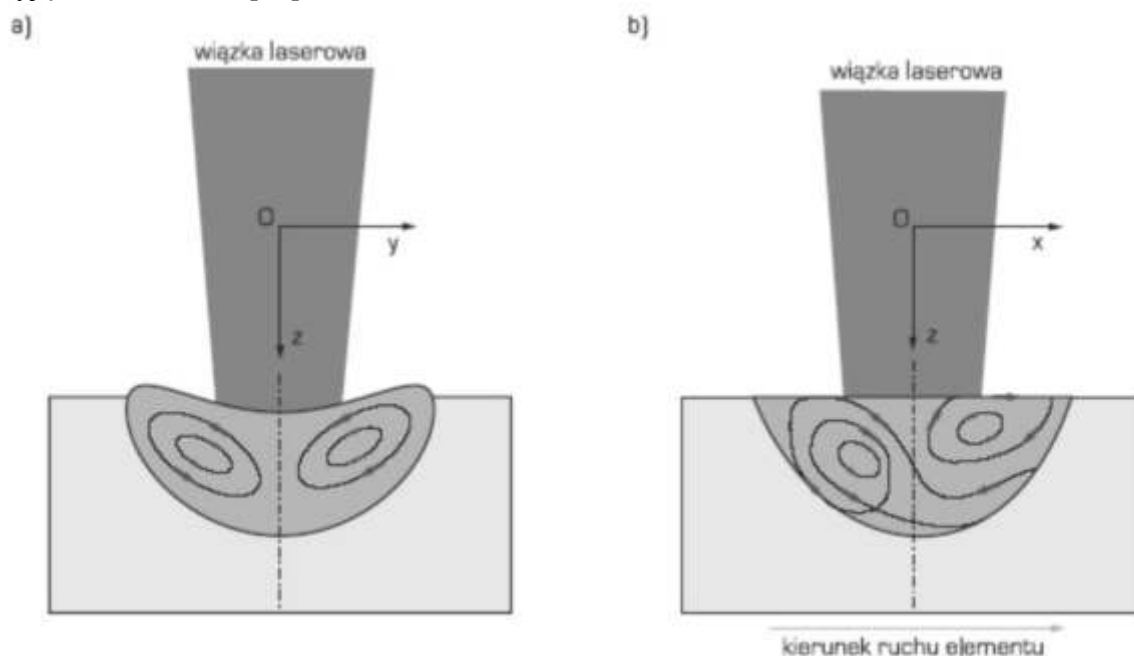 a)
wiązka laserowa
O
y
z
b)
wiązka laserowa
O
x
z
kierunek ruchu elementu